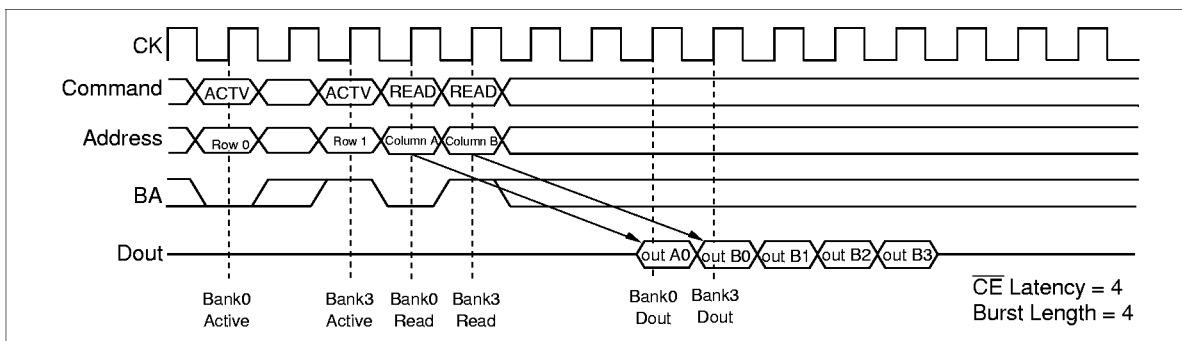 CK
Command ACTV ACTV READ READ
Address Row 0 Row 1 Column A Column B
BA
Dout out A0 out B0 out B1 out B2 out B3
Bank0 Active
Bank3 Active
Bank0 Read
Bank3 Read
Bank0 Dout
Bank3 Dout
CE Latency = 4
Burst Length = 4